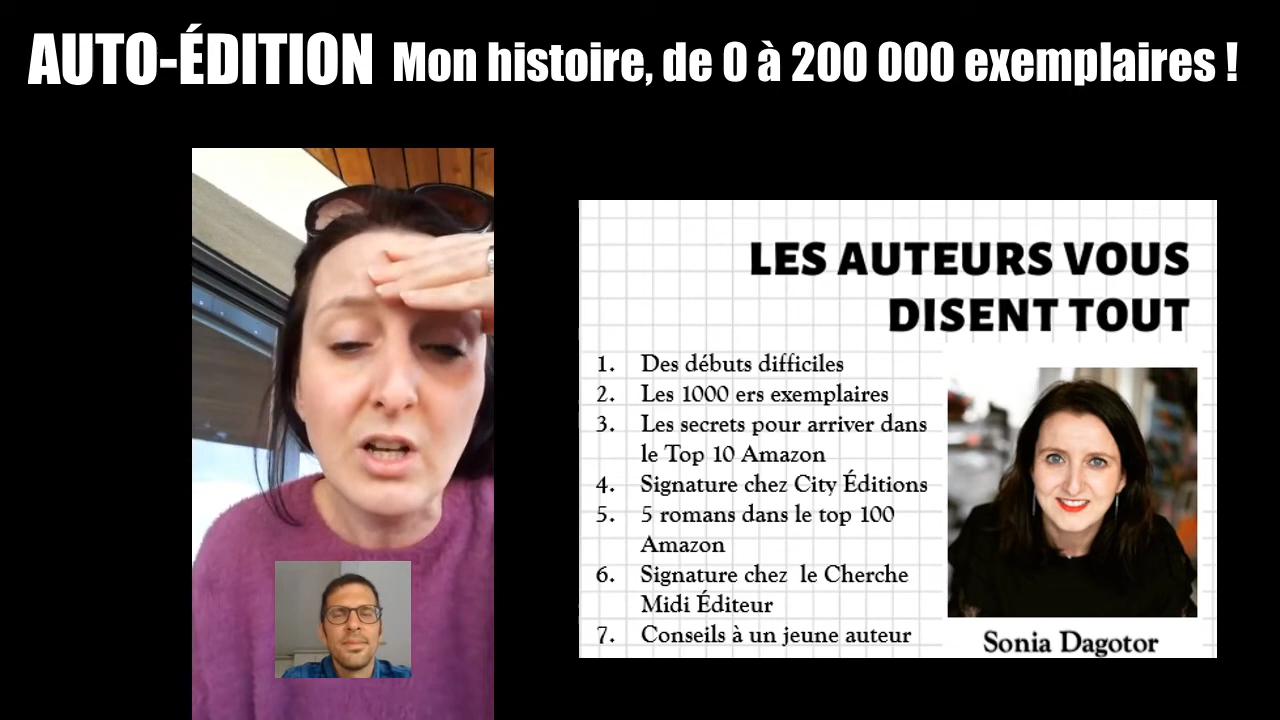 AUTO-ÉDITION Mon histoire, de 0 à 200 000 exemplaires !
LES AUTEURS VOUS
DISENT TOUT
1. Des débuts difficiles
2. Les 1000 ers exemplaires
3. Les secrets pour arriver dans
le Top 10 Amazon
4. Signature chez City Éditions
5. 5 romans dans le top 100
Amazon
6. Signature chez le Cherche
Midi Éditeur
7. Conseils à un jeune auteur
Sonia Dagotor